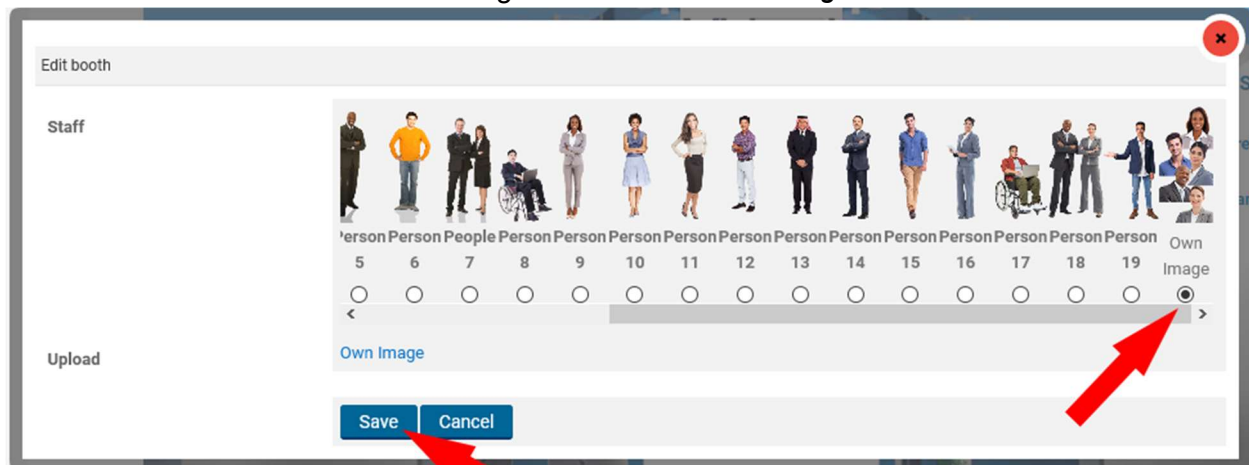 Edit booth
Staff
Person Person People Person Person Person Person Person Person Person Person Person Person Person Person Own
5 6 7 8 9 10 11 12 13 14 15 16 17 18 19 Image
Upload
Own Image
Save Cancel